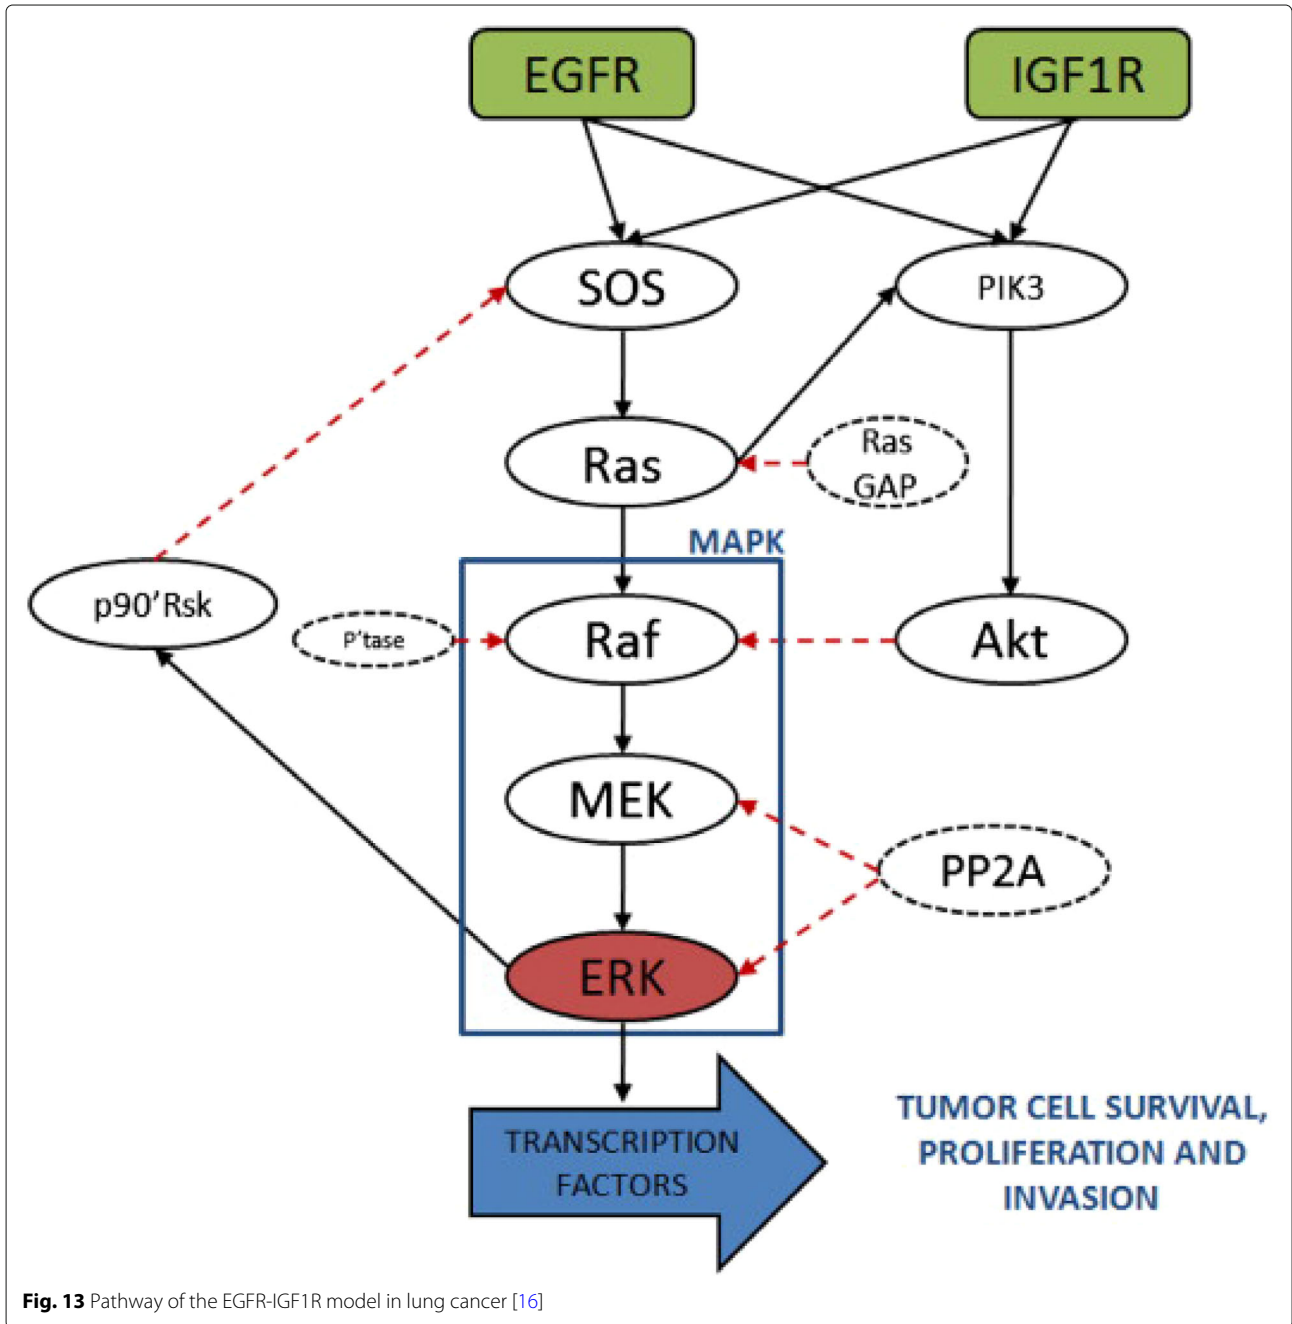 EGFR
IGF1R
SOS
PIK3
Ras
Ras
GAP
MAPK
p90'Rsk
P'tase
Raf
Akt
MEK
PP2A
ERK
TRANSCRIPTION
FACTORS
TUMOR CELL SURVIVAL,
PROLIFERATION AND
INVASION
Fig. 13 Pathway of the EGFR-IGF1R model in lung cancer [16]